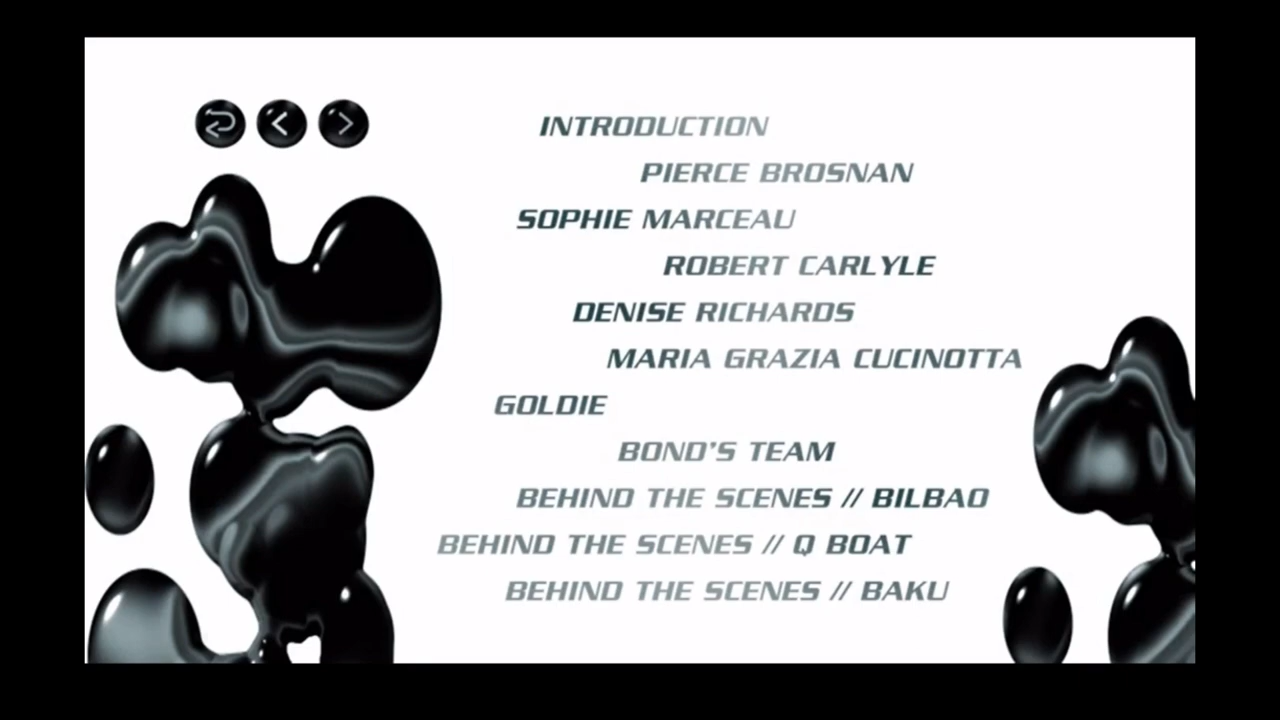 INTRODUCTION
PIERCE BROSNAN
SOPHIE MARCEAU
ROBERT CARLYLE
DENISE RICHARDS
MARIA GRAZIA CUCINOTTA
GOLDIE
BOND'S TEAM
BEHIND THE SCENES // BILBAO
BEHIND THE SCENES // Q BOAT
BEHIND THE SCENES // BAKU